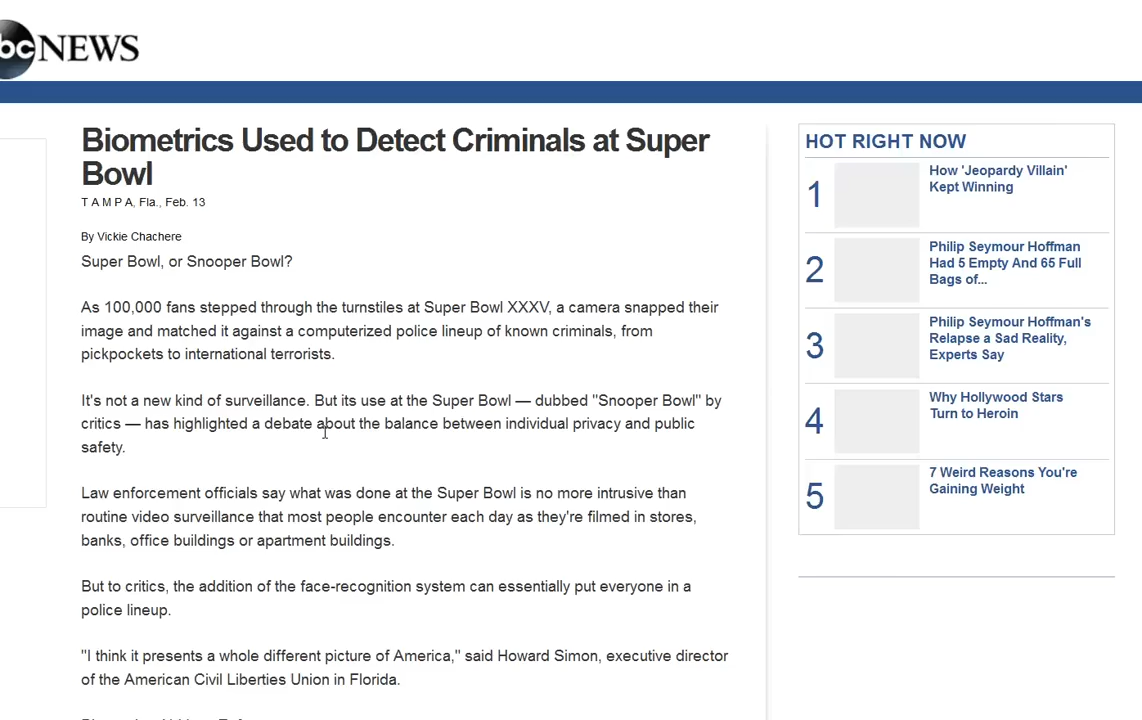 bc NEWS
Biometrics Used to Detect Criminals at Super
Bowl
T A M P A, Fla., Feb. 13
By Vickie Chachere
Super Bowl, or Snooper Bowl?
As 100,000 fans stepped through the turnstiles at Super Bowl XXXV, a camera snapped their
image and matched it against a computerized police lineup of known criminals, from
pickpockets to international terrorists.
It's not a new kind of surveillance. But its use at the Super Bowl — dubbed "Snooper Bowl" by
critics — has highlighted a debate about the balance between individual privacy and public
safety.
Law enforcement officials say what was done at the Super Bowl is no more intrusive than
routine video surveillance that most people encounter each day as they're filmed in stores,
banks, office buildings or apartment buildings.
But to critics, the addition of the face-recognition system can essentially put everyone in a
police lineup.
"I think it presents a whole different picture of America," said Howard Simon, executive director
of the American Civil Liberties Union in Florida.
HOT RIGHT NOW
1
How 'Jeopardy Villain'
Kept Winning
2
Philip Seymour Hoffman
Had 5 Empty And 65 Full
Bags of...
3
Philip Seymour Hoffman's
Relapse a Sad Reality,
Experts Say
4
Why Hollywood Stars
Turn to Heroin
5
7 Weird Reasons You're
Gaining Weight